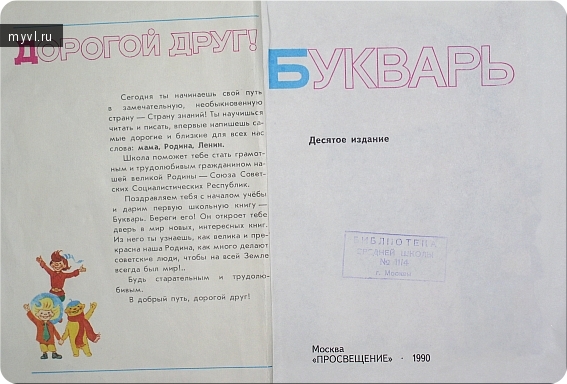 myvl.ru
ДОРОГОЙ ДРУГ!
Сегодня ты начинаешь свой путь
в замечательную, необыкновенную
страну — Страну знаний! Ты научишься
читать и писать, впервые напишешь са-
мые дорогие и близкие для всех нас
слова: мама, Родина, Ленин.
Школа поможет тебе стать грамот-
ным и трудолюбивым гражданином на-
шей великой Родины — Союза Совет-
ских Социалистических Республик.
Поздравляем тебя с началом учёбы
и дарим первую школьную книгу —
Букварь. Береги его! Он откроет тебе
дверь в мир новых, интересных книг.
Из него ты узнаешь, как велика и пре-
красна наша Родина, как много делают
советские люди, чтобы на всей Земле
всегда был мир!..
Будь старательным и трудолю-
бивым.
В добрый путь, дорогой друг!
БУКВАРЬ
Десятое издание
БИБЛИОТЕКА
СРЕДНЕЙ ШКОЛЫ
г. Москвы
Москва
«ПРОСВЕЩЕНИЕ» · 1990